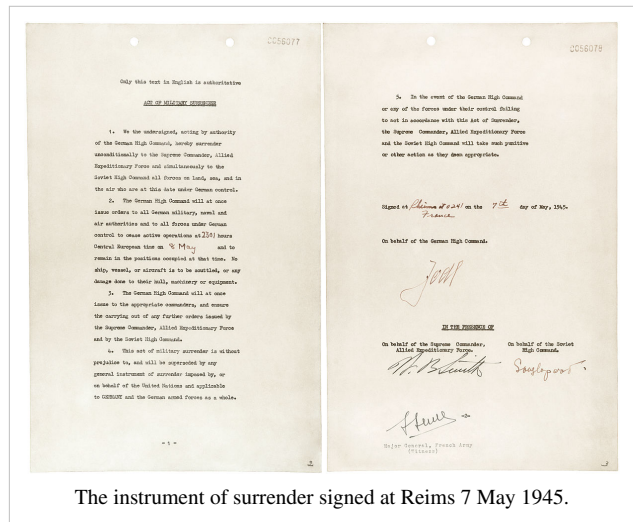 CC56077
Only this text in English is authoritative
ACT OF MILITARY SURRENDER
1. We the undersigned, acting by authority
of the German High Command, hereby surrender
unconditionally to the Supreme Commander, Allied
Expeditionary Force and simultaneously to the
Soviet High Command all forces on land, sea, and in
the air who are at this date under German control.
2. The German High Command will at once
issue orders to all German military, naval and
air authorities and to all forces under German
control to cease active operations at 2301 hours
Central European time on 8 May and to
remain in the positions occupied at that time. No
ship, vessel, or aircraft is to be scuttled, or any
damage done to their hull, machinery or equipment.
3. The German High Command will at once
issue to the appropriate commanders, and ensure
the carrying out of any further orders issued by
the Supreme Commander, Allied Expeditionary Force
and by the Soviet High Command.
4. This act of military surrender is without
prejudice to, and will be superseded by any
general instrument of surrender imposed by, or
on behalf of the United Nations and applicable
to GERMANY and the German armed forces as a whole.
- 1 -
2
CC56078
5. In the event of the German High Command
or any of the forces under their control failing
to act in accordance with this Act of Surrender,
the Supreme Commander, Allied Expeditionary Force
and the Soviet High Command will take such punitive
or other action as they deem appropriate.
Signed at Rheims at 0241 on the 7th day of May, 1945.
France
On behalf of the German High Command.
Jodl
IN THE PRESENCE OF
On behalf of the Supreme Commander,
Allied Expeditionary Force.
On behalf of the Soviet
High Command.
W. B. Smith
Souslaparov
-2-
Major General, French Army
(Witness)
3
The instrument of surrender signed at Reims 7 May 1945.